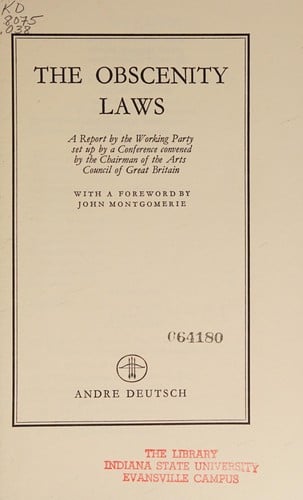 KD
8075
.038
THE OBSCENITY
LAWS
A Report by the Working Party
set up by a Conference convened
by the Chairman of the Arts
Council of Great Britain
WITH A FOREWORD BY
JOHN MONTGOMERIE
C64180
ANDRE DEUTSCH
THE LIBRARY
INDIANA STATE UNIVERSITY
EVANSVILLE CAMPUS